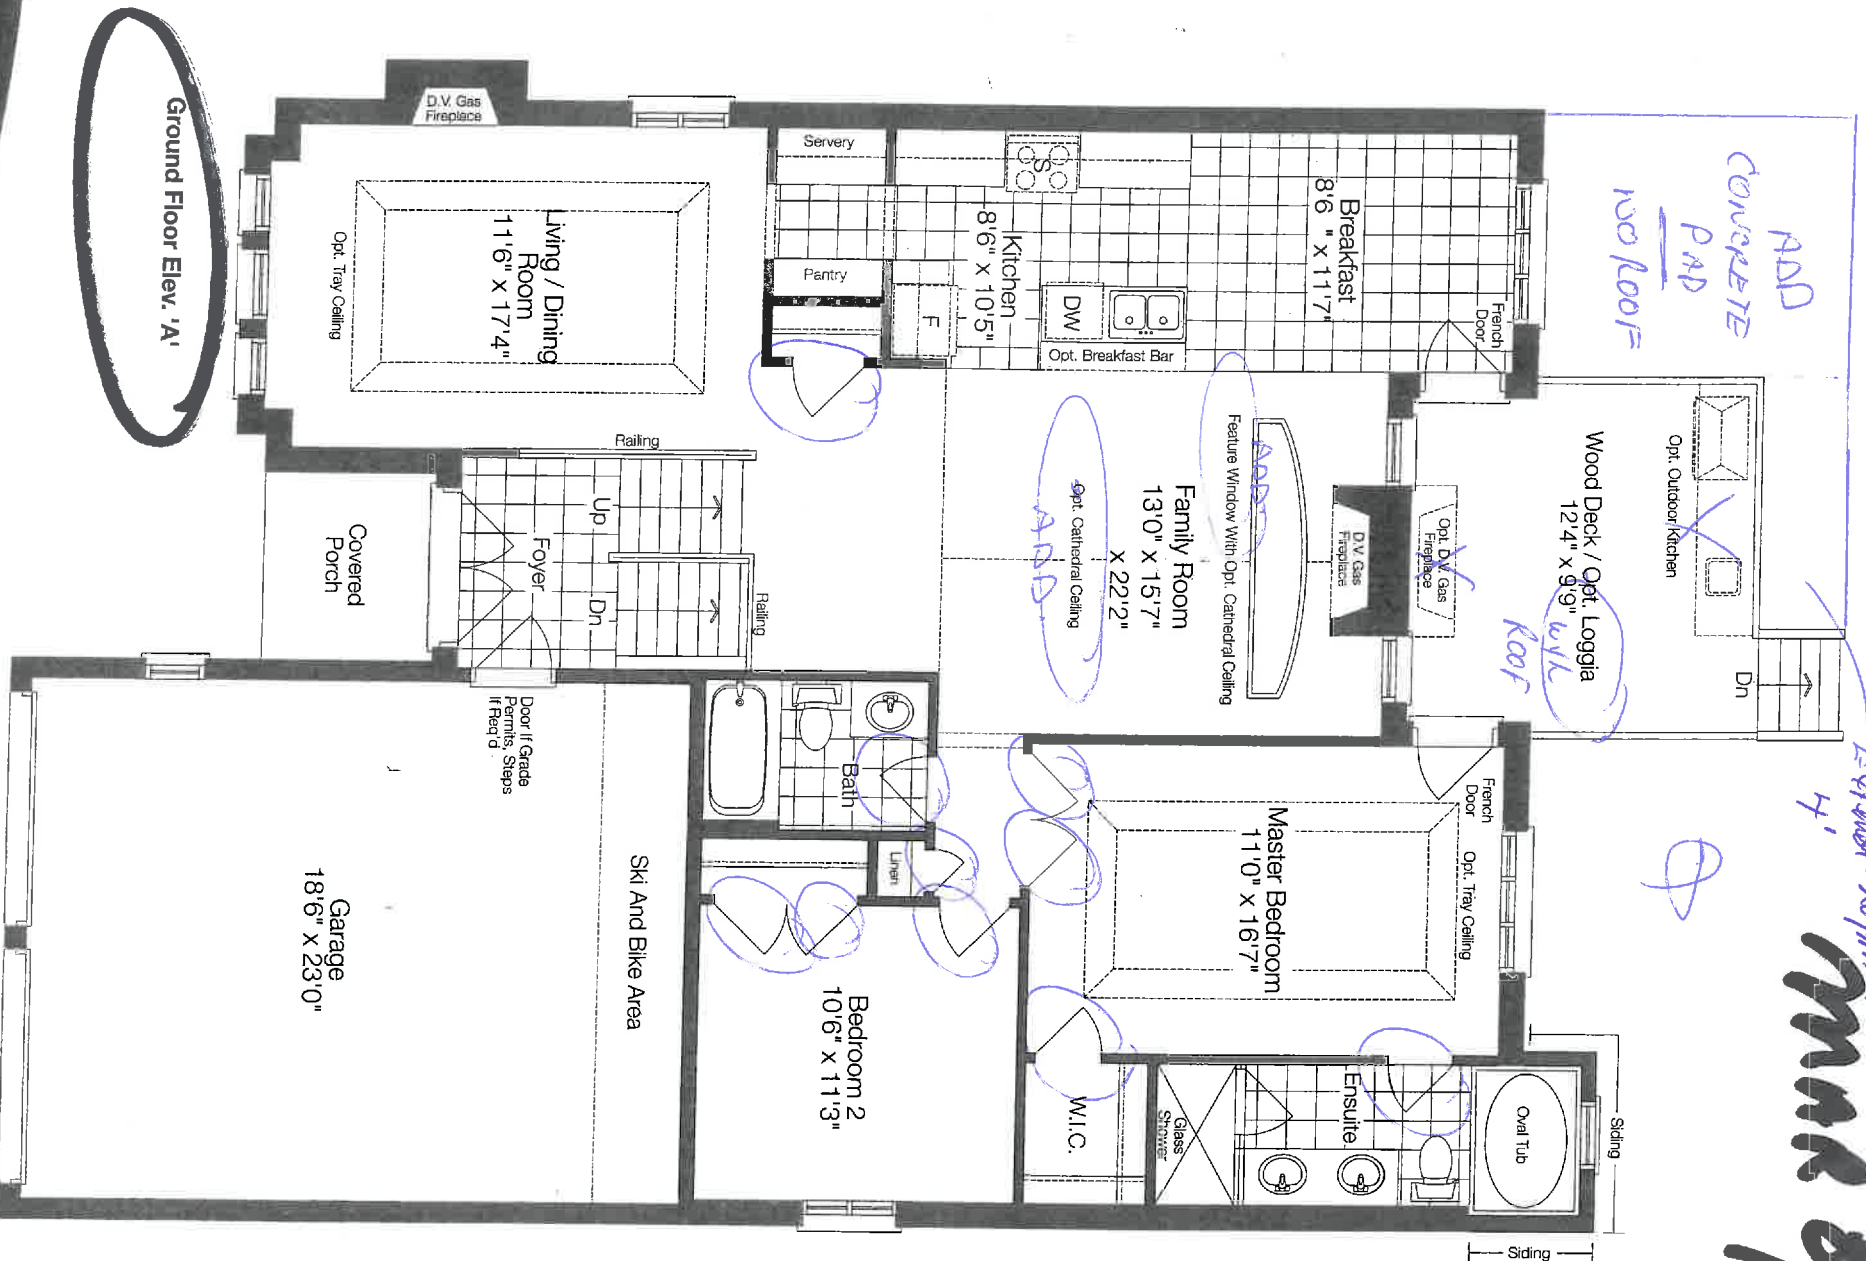 ADD
CONCRETE
PAD
NO ROOF
Opt. Outdoor Kitchen
Wood Deck / Opt. Loggia
12'4" x 9'9"
with
ROOF
Dn
4'
French
Door
Breakfast
8'6 " x 11'7"
Opt. D.V. Gas
Fireplace
D.V. Gas
Fireplace
Feature Window With Opt. Cathedral Ceiling
ADD
Family Room
13'0" x 15'7"
x 22'2"
Opt. Cathedral Ceiling
ADD
S
DW
Opt. Breakfast Bar
Kitchen
8'6" x 10'5"
F
Servery
Pantry
French
Door
Opt. Tray Ceiling
Master Bedroom
11'0" x 16'7"
Siding
Siding
Oval Tub
Ensuite
Glass
Shower
W.I.C.
Linen
Bath
Bedroom 2
10'6" x 11'3"
D.V. Gas
Fireplace
Living / Dining
Room
11'6" x 17'4"
Opt. Tray Ceiling
Railing
Railing
Up
Dn
Foyer
Covered
Porch
Door If Grade
Permits, Steps
If Req'd
Ski And Bike Area
Garage
18'6" x 23'0"
Ground Floor Elev. 'A'